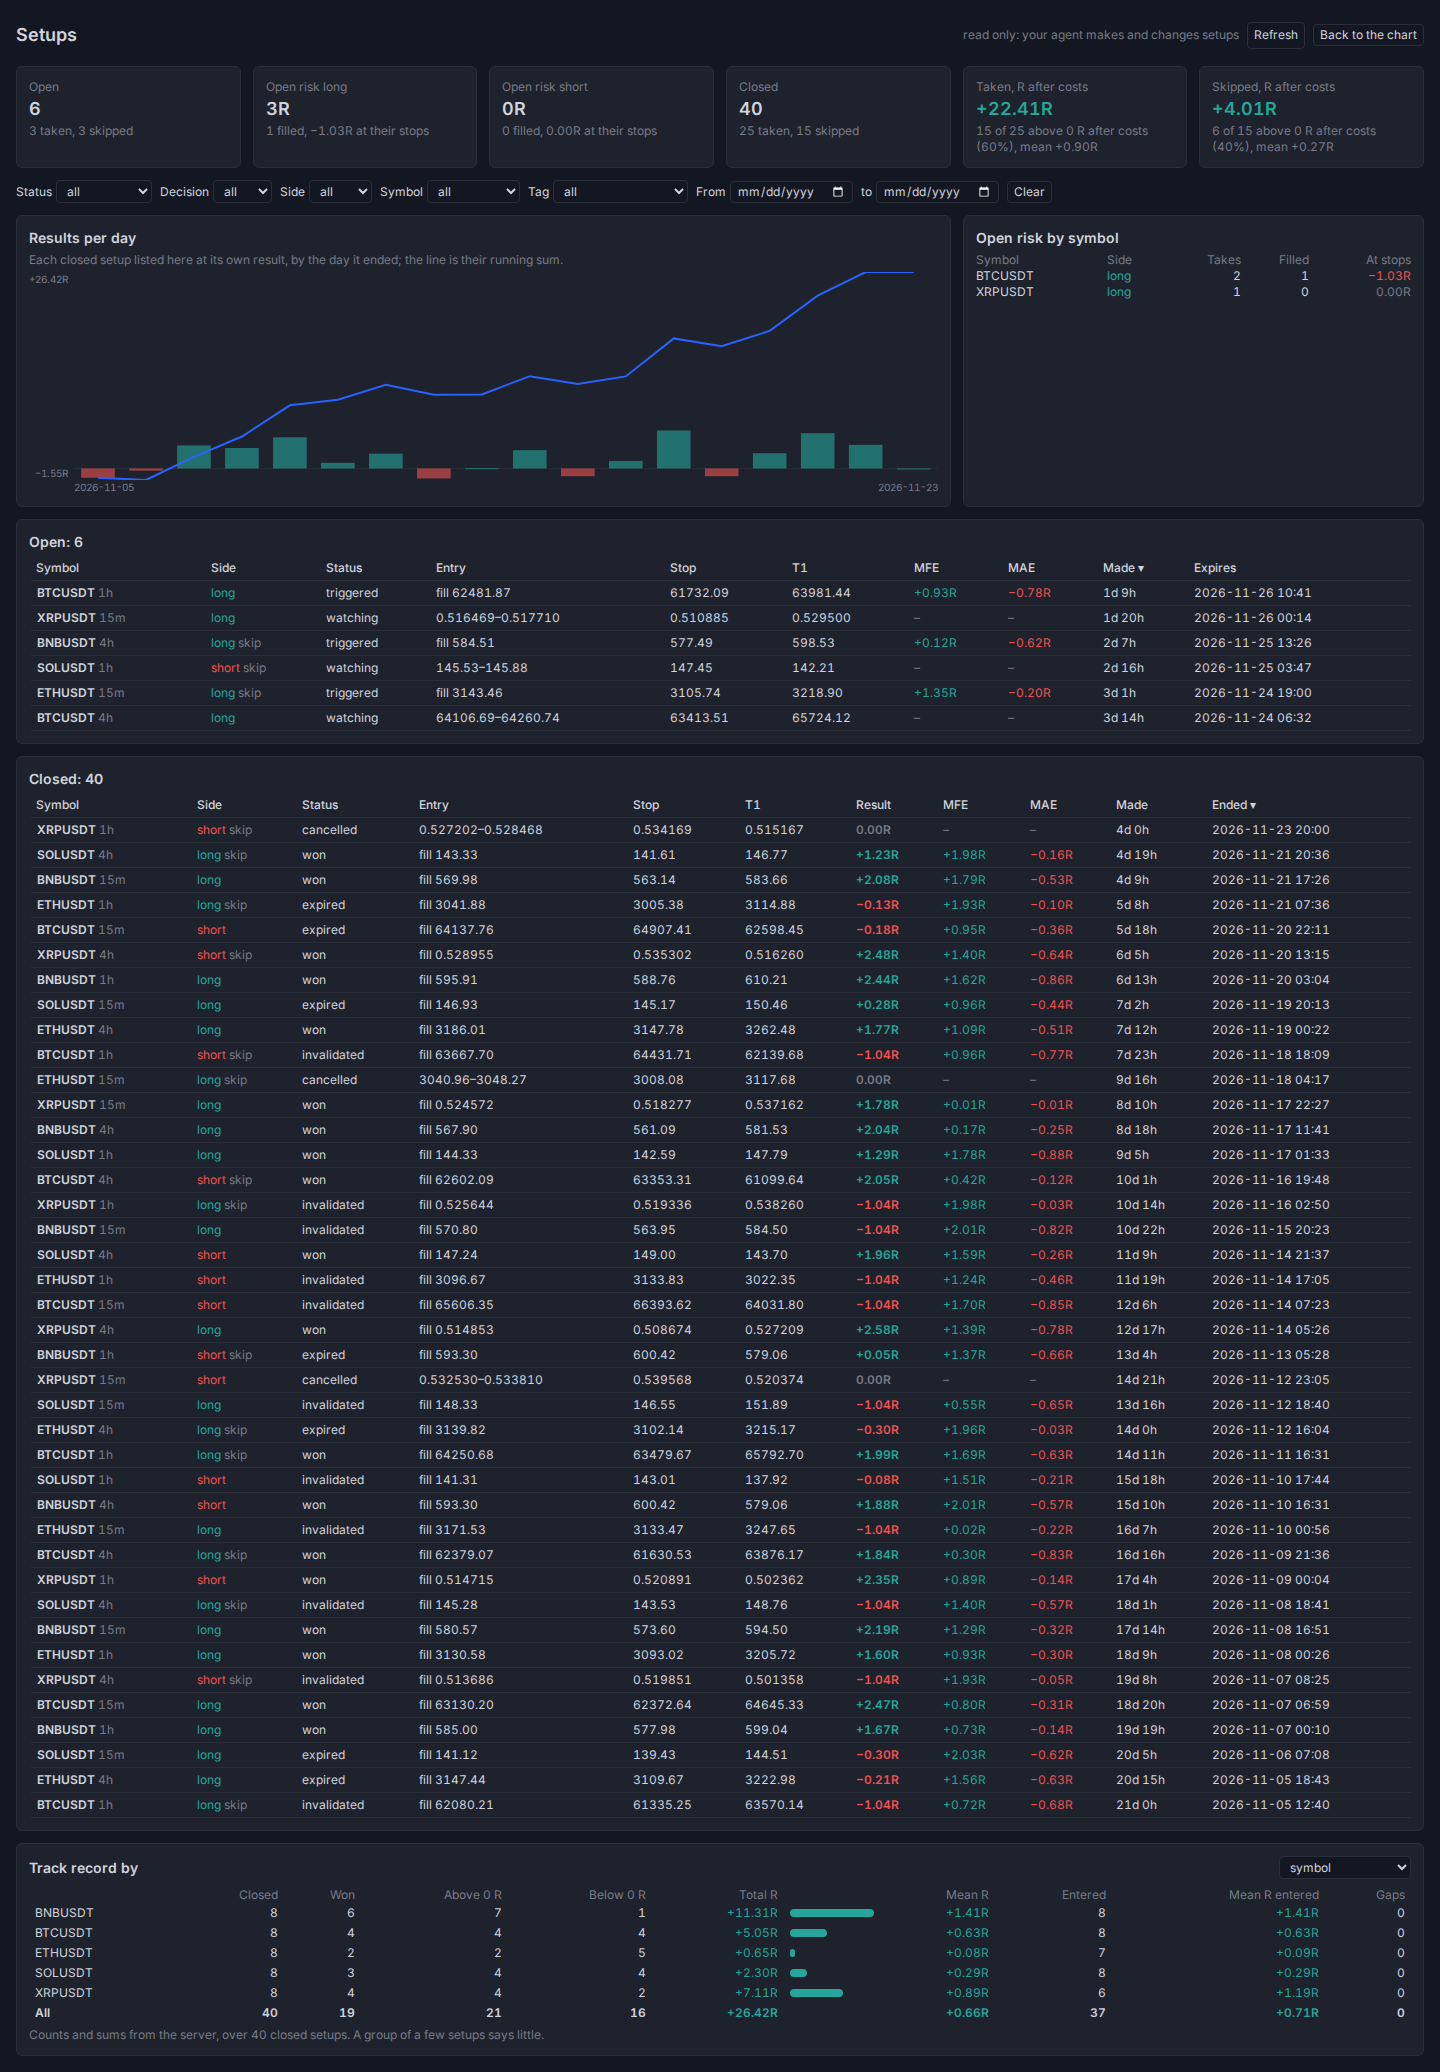 Setups
read only: your agent makes and changes setups Refresh Back to the chart
Open Open risk long Open risk short Closed Taken, R after costs Skipped, R after costs
6 3R 0R 40 +22.41R +4.01R
3 taken, 3 skipped 1 filled, −1.03R at their stops 0 filled, 0.00R at their stops 25 taken, 15 skipped 15 of 25 above 0 R after costs 6 of 15 above 0 R after costs
(60%), mean +0.90R (40%), mean +0.27R
Status all Decision all Side all Symbol all Tag all From mm/dd/yyyy to mm/dd/yyyy Clear
Results per day
Each closed setup listed here at its own result, by the day it ended; the line is their running sum.
+26.42R
−1.55R
2026-11-05 2026-11-23
Open risk by symbol
Symbol Side Takes Filled At stops
BTCUSDT long 2 1 −1.03R
XRPUSDT long 1 0 0.00R
Open: 6
Symbol Side Status Entry Stop T1 MFE MAE Made ▾ Expires
BTCUSDT 1h long triggered fill 62481.87 61732.09 63981.44 +0.93R −0.78R 1d 9h 2026-11-26 10:41
XRPUSDT 15m long watching 0.516469–0.517710 0.510885 0.529500 – – 1d 20h 2026-11-26 00:14
BNBUSDT 4h long skip triggered fill 584.51 577.49 598.53 +0.12R −0.62R 2d 7h 2026-11-25 13:26
SOLUSDT 1h short skip watching 145.53–145.88 147.45 142.21 – – 2d 16h 2026-11-25 03:47
ETHUSDT 15m long skip triggered fill 3143.46 3105.74 3218.90 +1.35R −0.20R 3d 1h 2026-11-24 19:00
BTCUSDT 4h long watching 64106.69–64260.74 63413.51 65724.12 – – 3d 14h 2026-11-24 06:32
Closed: 40
Symbol Side Status Entry Stop T1 Result MFE MAE Made Ended ▾
XRPUSDT 1h short skip cancelled 0.527202–0.528468 0.534169 0.515167 0.00R – – 4d 0h 2026-11-23 20:00
SOLUSDT 4h long skip won fill 143.33 141.61 146.77 +1.23R +1.98R −0.16R 4d 19h 2026-11-21 20:36
BNBUSDT 15m long won fill 569.98 563.14 583.66 +2.08R +1.79R −0.53R 4d 9h 2026-11-21 17:26
ETHUSDT 1h long skip expired fill 3041.88 3005.38 3114.88 −0.13R +1.93R −0.10R 5d 8h 2026-11-21 07:36
BTCUSDT 15m short expired fill 64137.76 64907.41 62598.45 −0.18R +0.95R −0.36R 5d 18h 2026-11-20 22:11
XRPUSDT 4h short skip won fill 0.528955 0.535302 0.516260 +2.48R +1.40R −0.64R 6d 5h 2026-11-20 13:15
BNBUSDT 1h long won fill 595.91 588.76 610.21 +2.44R +1.62R −0.86R 6d 13h 2026-11-20 03:04
SOLUSDT 15m long expired fill 146.93 145.17 150.46 +0.28R +0.96R −0.44R 7d 2h 2026-11-19 20:13
ETHUSDT 4h long won fill 3186.01 3147.78 3262.48 +1.77R +1.09R −0.51R 7d 12h 2026-11-19 00:22
BTCUSDT 1h short skip invalidated fill 63667.70 64431.71 62139.68 −1.04R +0.96R −0.77R 7d 23h 2026-11-18 18:09
ETHUSDT 15m long skip cancelled 3040.96–3048.27 3008.08 3117.68 0.00R – – 9d 16h 2026-11-18 04:17
XRPUSDT 15m long won fill 0.524572 0.518277 0.537162 +1.78R +0.01R −0.01R 8d 10h 2026-11-17 22:27
BNBUSDT 4h long won fill 567.90 561.09 581.53 +2.04R +0.17R −0.25R 8d 18h 2026-11-17 11:41
SOLUSDT 1h long won fill 144.33 142.59 147.79 +1.29R +1.78R −0.88R 9d 5h 2026-11-17 01:33
BTCUSDT 4h short skip won fill 62602.09 63353.31 61099.64 +2.05R +0.42R −0.12R 10d 1h 2026-11-16 19:48
XRPUSDT 1h long skip invalidated fill 0.525644 0.519336 0.538260 −1.04R +1.98R −0.03R 10d 14h 2026-11-16 02:50
BNBUSDT 15m long invalidated fill 570.80 563.95 584.50 −1.04R +2.01R −0.82R 10d 22h 2026-11-15 20:23
SOLUSDT 4h short won fill 147.24 149.00 143.70 +1.96R +1.59R −0.26R 11d 9h 2026-11-14 21:37
ETHUSDT 1h short invalidated fill 3096.67 3133.83 3022.35 −1.04R +1.24R −0.46R 11d 19h 2026-11-14 17:05
BTCUSDT 15m short invalidated fill 65606.35 66393.62 64031.80 −1.04R +1.70R −0.85R 12d 6h 2026-11-14 07:23
XRPUSDT 4h long won fill 0.514853 0.508674 0.527209 +2.58R +1.39R −0.78R 12d 17h 2026-11-14 05:26
BNBUSDT 1h short skip expired fill 593.30 600.42 579.06 +0.05R +1.37R −0.66R 13d 4h 2026-11-13 05:28
XRPUSDT 15m short cancelled 0.532530–0.533810 0.539568 0.520374 0.00R – – 14d 21h 2026-11-12 23:05
SOLUSDT 15m long invalidated fill 148.33 146.55 151.89 −1.04R +0.55R −0.65R 13d 16h 2026-11-12 18:40
ETHUSDT 4h long skip expired fill 3139.82 3102.14 3215.17 −0.30R +1.96R −0.03R 14d 0h 2026-11-12 16:04
BTCUSDT 1h long skip won fill 64250.68 63479.67 65792.70 +1.99R +1.69R −0.63R 14d 11h 2026-11-11 16:31
SOLUSDT 1h short invalidated fill 141.31 143.01 137.92 −0.08R +1.51R −0.21R 15d 18h 2026-11-10 17:44
BNBUSDT 4h short won fill 593.30 600.42 579.06 +1.88R +2.01R −0.57R 15d 10h 2026-11-10 16:31
ETHUSDT 15m long invalidated fill 3171.53 3133.47 3247.65 −1.04R +0.02R −0.22R 16d 7h 2026-11-10 00:56
BTCUSDT 4h long skip won fill 62379.07 61630.53 63876.17 +1.84R +0.30R −0.83R 16d 16h 2026-11-09 21:36
XRPUSDT 1h short won fill 0.514715 0.520891 0.502362 +2.35R +0.89R −0.14R 17d 4h 2026-11-09 00:04
SOLUSDT 4h long skip invalidated fill 145.28 143.53 148.76 −1.04R +1.40R −0.57R 18d 1h 2026-11-08 18:41
BNBUSDT 15m long won fill 580.57 573.60 594.50 +2.19R +1.29R −0.32R 17d 14h 2026-11-08 16:51
ETHUSDT 1h long won fill 3130.58 3093.02 3205.72 +1.60R +0.93R −0.30R 18d 9h 2026-11-08 00:26
XRPUSDT 4h short skip invalidated fill 0.513686 0.519851 0.501358 −1.04R +1.93R −0.05R 19d 8h 2026-11-07 08:25
BTCUSDT 15m long won fill 63130.20 62372.64 64645.33 +2.47R +0.80R −0.31R 18d 20h 2026-11-07 06:59
BNBUSDT 1h long won fill 585.00 577.98 599.04 +1.67R +0.73R −0.14R 19d 19h 2026-11-07 00:10
SOLUSDT 15m long expired fill 141.12 139.43 144.51 −0.30R +2.03R −0.62R 20d 5h 2026-11-06 07:08
ETHUSDT 4h long expired fill 3147.44 3109.67 3222.98 −0.21R +1.56R −0.63R 20d 15h 2026-11-05 18:43
BTCUSDT 1h long skip invalidated fill 62080.21 61335.25 63570.14 −1.04R +0.72R −0.68R 21d 0h 2026-11-05 12:40
Track record by symbol
Closed Won Above 0 R Below 0 R Total R Mean R Entered Mean R entered Gaps
BNBUSDT 8 6 7 1 +11.31R +1.41R 8 +1.41R 0
BTCUSDT 8 4 4 4 +5.05R +0.63R 8 +0.63R 0
ETHUSDT 8 2 2 5 +0.65R +0.08R 7 +0.09R 0
SOLUSDT 8 3 4 4 +2.30R +0.29R 8 +0.29R 0
XRPUSDT 8 4 4 2 +7.11R +0.89R 6 +1.19R 0
All 40 19 21 16 +26.42R +0.66R 37 +0.71R 0
Counts and sums from the server, over 40 closed setups. A group of a few setups says little.